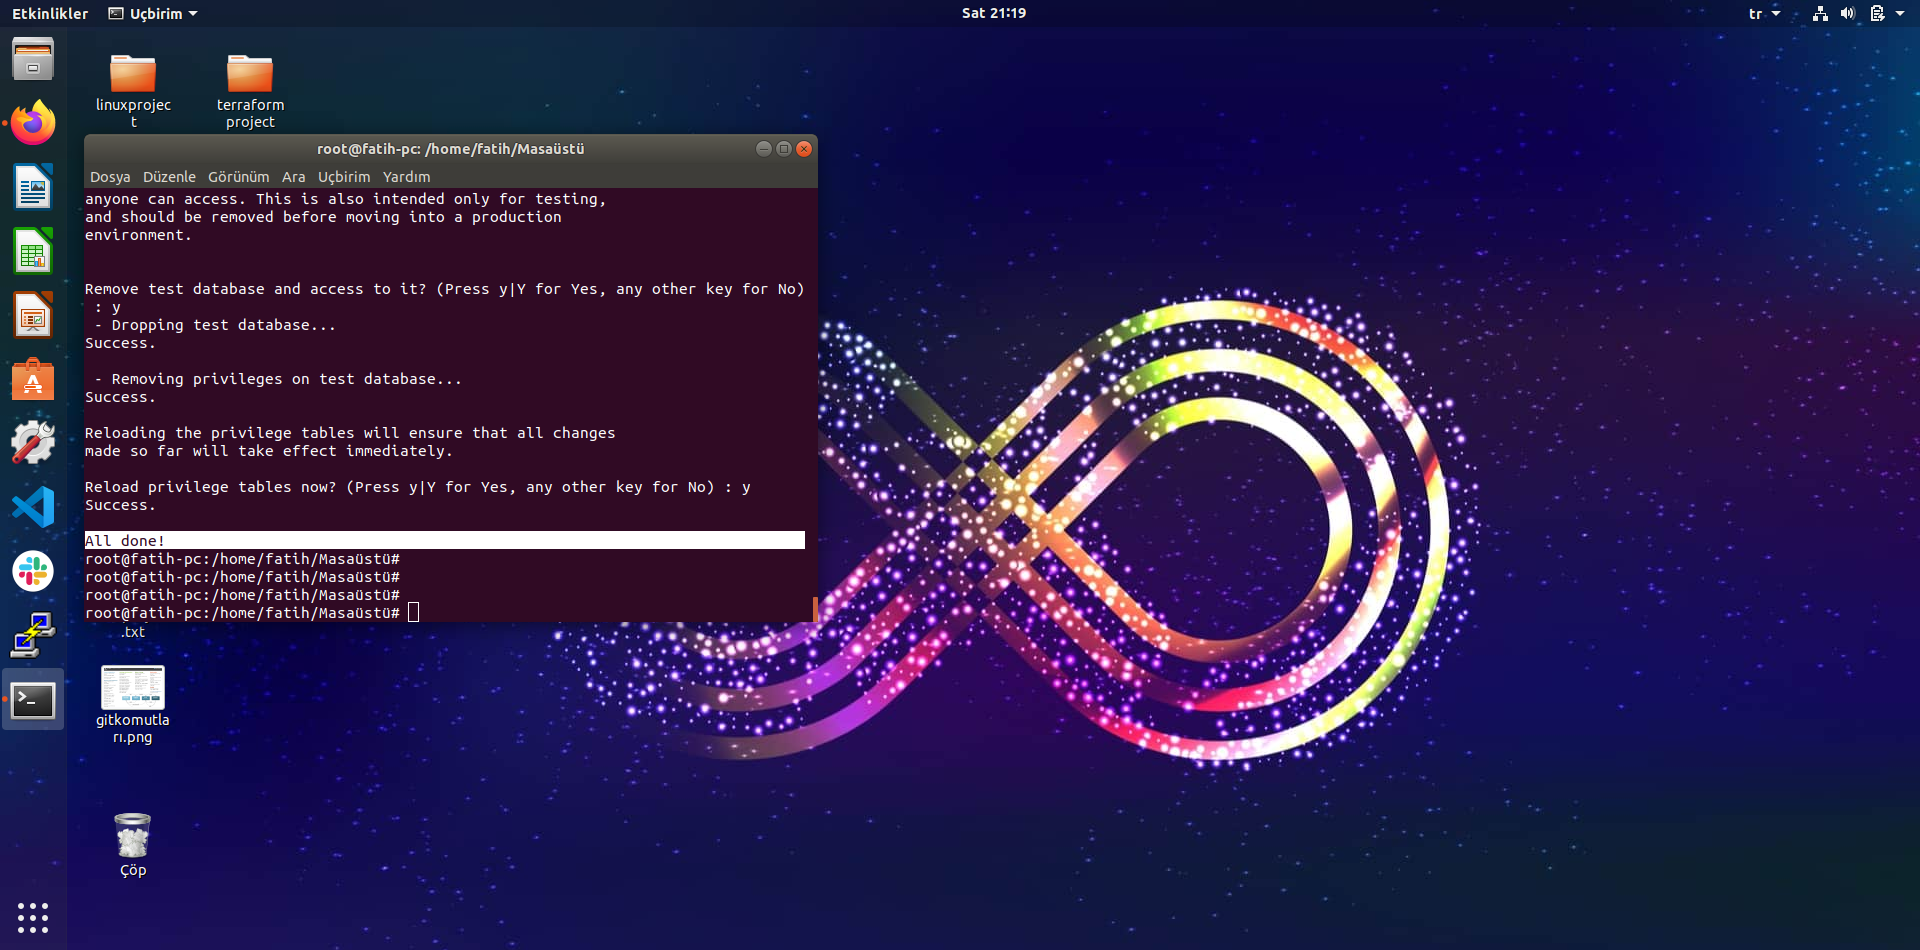 Etkinlikler
Uçbirim
Sat 21:19
tr
linuxprojec
t
terraform
project
root@fatih-pc: /home/fatih/Masaüstü
Dosya Düzenle Görünüm Ara Uçbirim Yardım
anyone can access. This is also intended only for testing,
and should be removed before moving into a production
environment.
Remove test database and access to it? (Press y|Y for Yes, any other key for No)
 : y
 - Dropping test database...
Success.
 - Removing privileges on test database...
Success.
Reloading the privilege tables will ensure that all changes
made so far will take effect immediately.
Reload privilege tables now? (Press y|Y for Yes, any other key for No) : y
Success.
All done!
root@fatih-pc:/home/fatih/Masaüstü#
root@fatih-pc:/home/fatih/Masaüstü#
root@fatih-pc:/home/fatih/Masaüstü#
root@fatih-pc:/home/fatih/Masaüstü#
.txt
gitkomutla
rı.png
Çöp